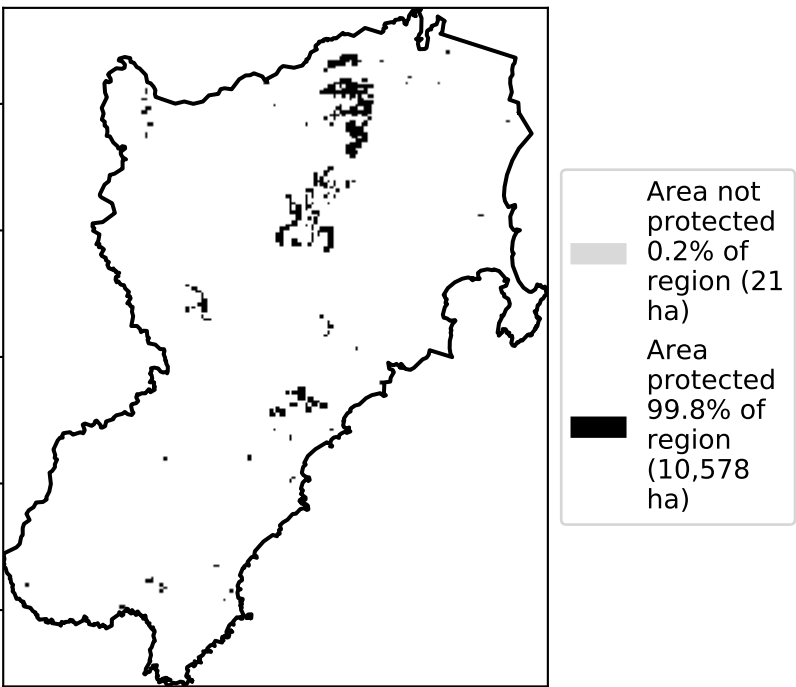 Area not
protected
0.2% of
region (21
ha)
Area
protected
99.8% of
region
(10,578
ha)